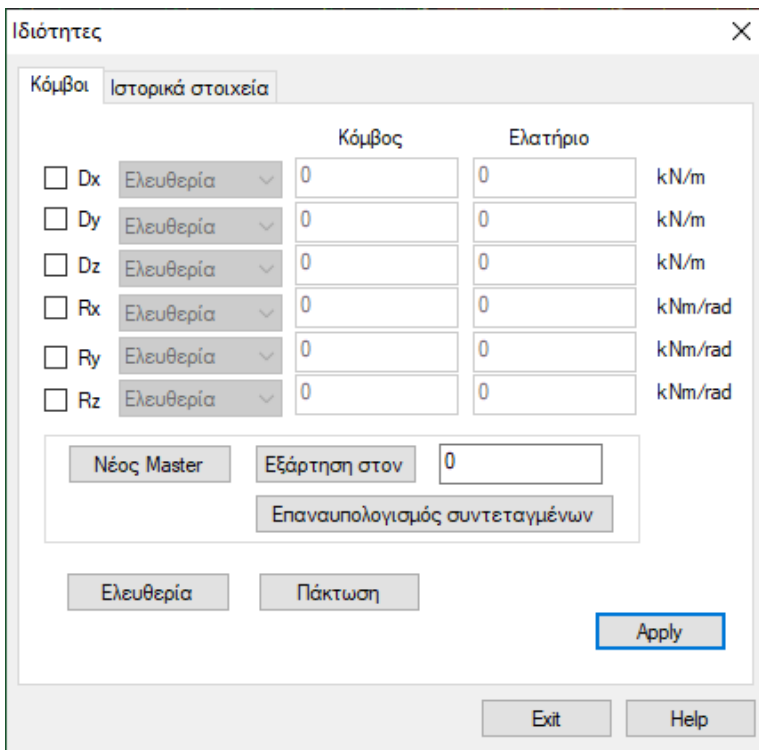 Ιδιότητες
Κόμβοι Ιστορικά στοιχεία
Κόμβος Ελατήριο
Dx Ελευθερία 0 0 kN/m
Dy Ελευθερία 0 0 kN/m
Dz Ελευθερία 0 0 kN/m
Rx Ελευθερία 0 0 kNm/rad
Ry Ελευθερία 0 0 kNm/rad
Rz Ελευθερία 0 0 kNm/rad
Νέος Master Εξάρτηση στον 0
Επαναυπολογισμός συντεταγμένων
Ελευθερία Πάκτωση
Apply
Exit Help